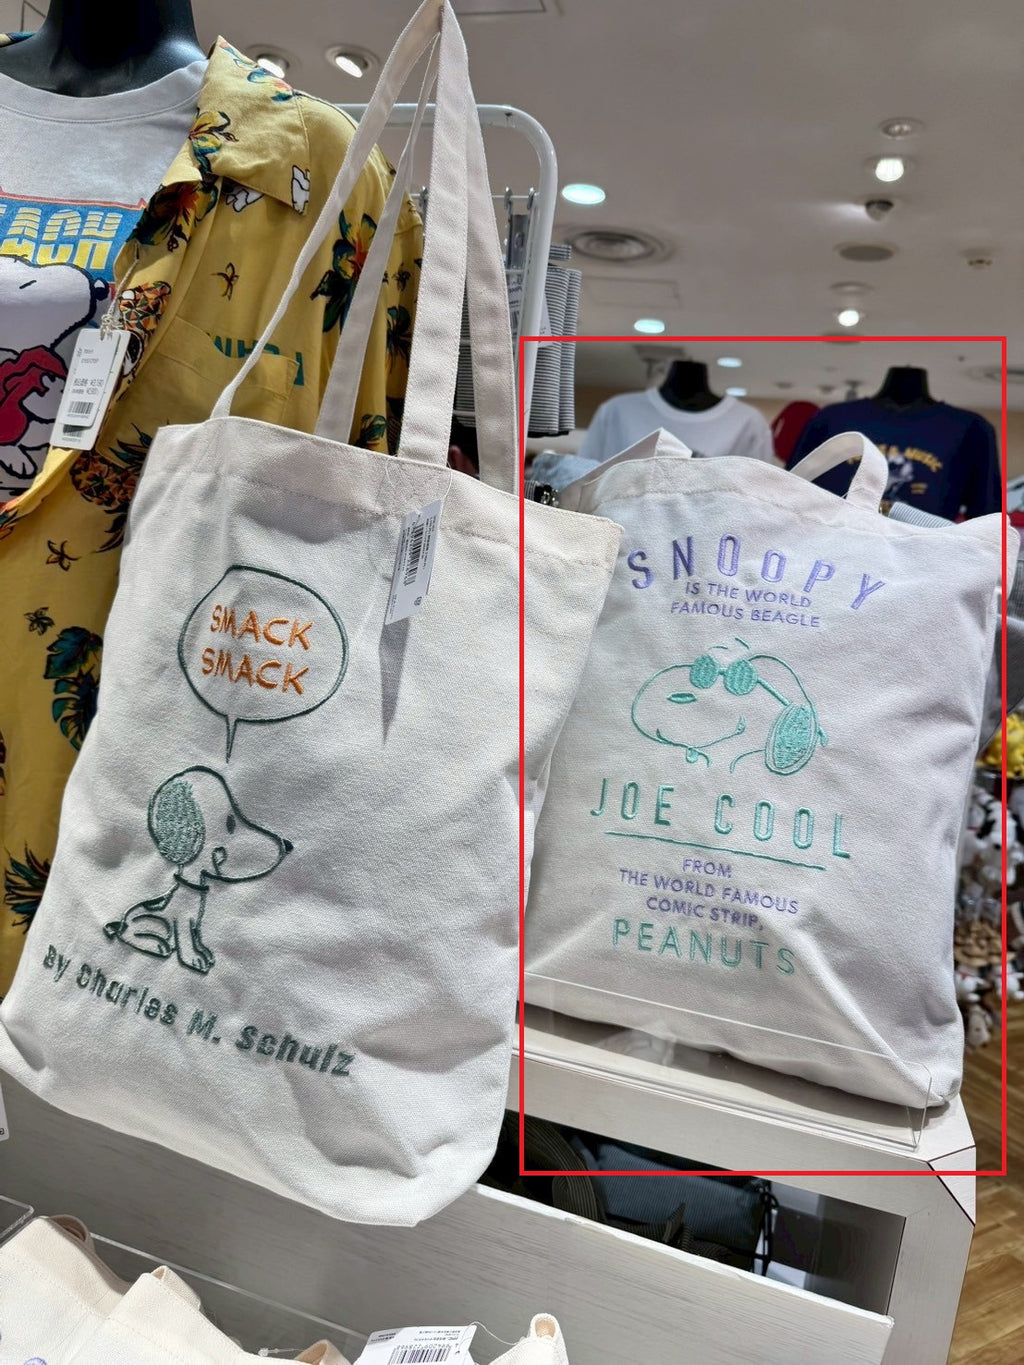 SMACK
SMACK
By Charles M. Schulz
SNOOPY
IS THE WORLD
FAMOUS BEAGLE
JOE COOL
FROM
THE WORLD FAMOUS
COMIC STRIP,
PEANUTS